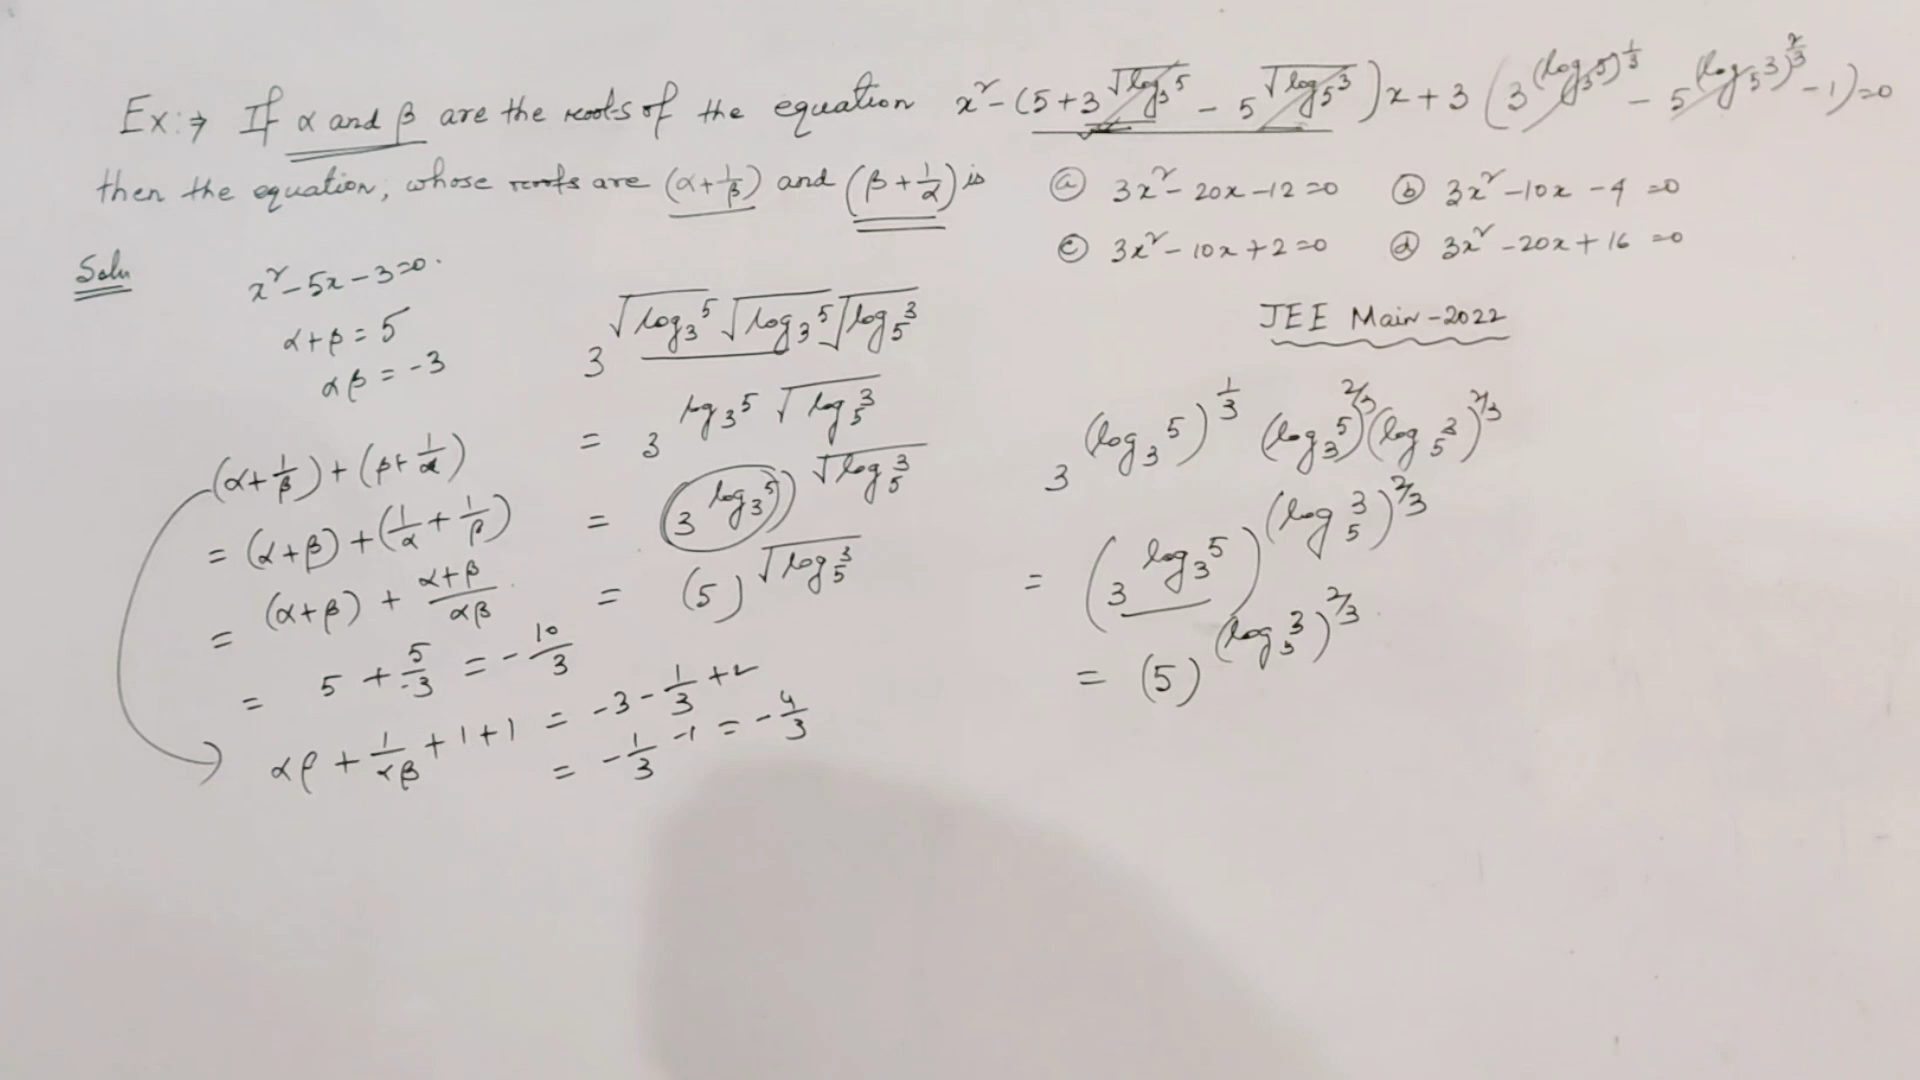 Ex:⇒ If α and β are the roots of the equation x² - (5 + 3^√(log₃5) - 5^√(log₅3))x + 3(3^(log₃5)^(1/3) - 5^(log₅3)^(2/3) - 1) = 0
then the equation, whose roots are (α + 1/β) and (β + 1/α) is
(a) 3x² - 20x - 12 = 0 (b) 3x² - 10x - 4 = 0
(c) 3x² - 10x + 2 = 0 (d) 3x² - 20x + 16 = 0
JEE Main - 2022
Solu
x² - 5x - 3 = 0.
α + β = 5
αβ = -3
(α + 1/β) + (β + 1/α)
= (α + β) + (1/α + 1/β)
= (α + β) + (α + β)/αβ
= 5 + 5/-3 = -10/3
αβ + 1/αβ + 1 + 1 = -3 - 1/3 + 2
= -1/3 - 1 = -4/3
3^(√(log₃5) √(log₃5) √(log₅3))
= 3^(log₃5 √(log₅3))
= (3^(log₃5))^√(log₅3)
= (5)^√(log₅3)
3^((log₃5)^(1/3) (log₃5)^(2/3) (log₅3)^(2/3))
= (3^(log₃5))^(log₅3)^(2/3)
= (5)^(log₅3)^(2/3)